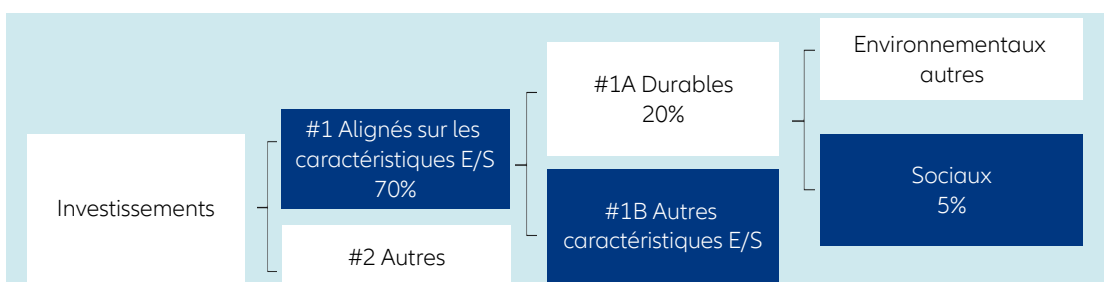 Investissements
#1 Alignés sur les
caractéristiques E/S
70%
#2 Autres
#1A Durables
20%
#1B Autres
caractéristiques E/S
Environnementaux
autres
Sociaux
5%